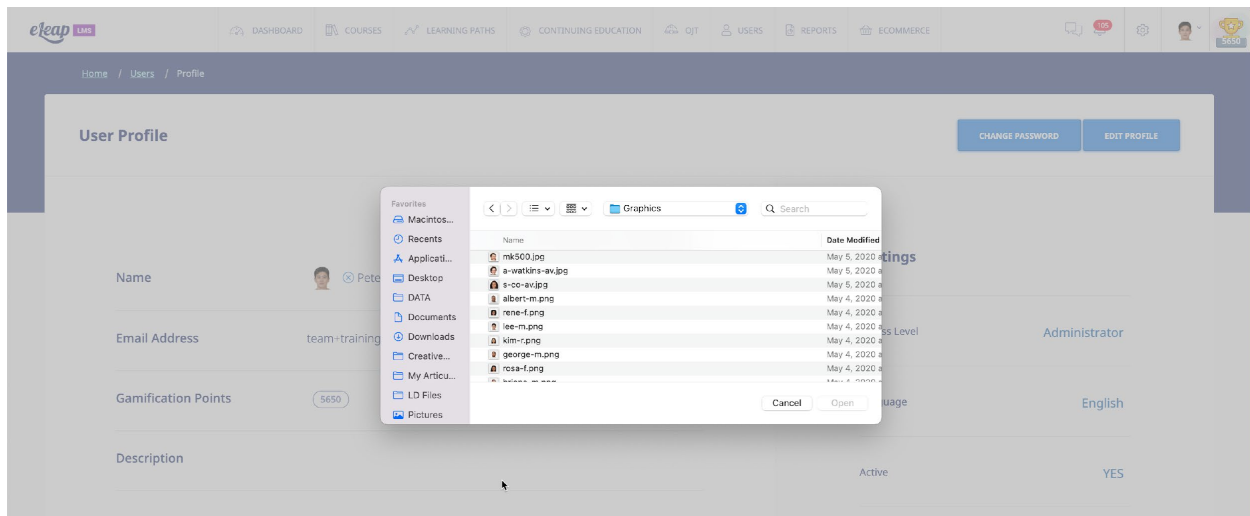 eleap LMS
DASHBOARD
COURSES
LEARNING PATHS
CONTINUING EDUCATION
OJT
USERS
REPORTS
ECOMMERCE
105
5650
Home / Users / Profile
User Profile
CHANGE PASSWORD
EDIT PROFILE
Favorites
Macintos...
Recents
Applicati...
Desktop
DATA
Documents
Downloads
Creative...
My Articu...
LD Files
Pictures
Graphics
Search
Name Date Modified
mk500.jpg May 5, 2020 a
a-watkins-av.jpg May 5, 2020 a
s-co-av.jpg May 5, 2020 a
albert-m.png May 4, 2020 a
rene-f.png May 4, 2020 a
lee-m.png May 4, 2020 a
kim-r.png May 4, 2020 a
george-m.png May 4, 2020 a
rosa-f.png May 4, 2020 a
Cancel
Open
Name Pete
Email Address team+training
Gamification Points 5650
Description
tings
ss Level Administrator
uage English
Active YES